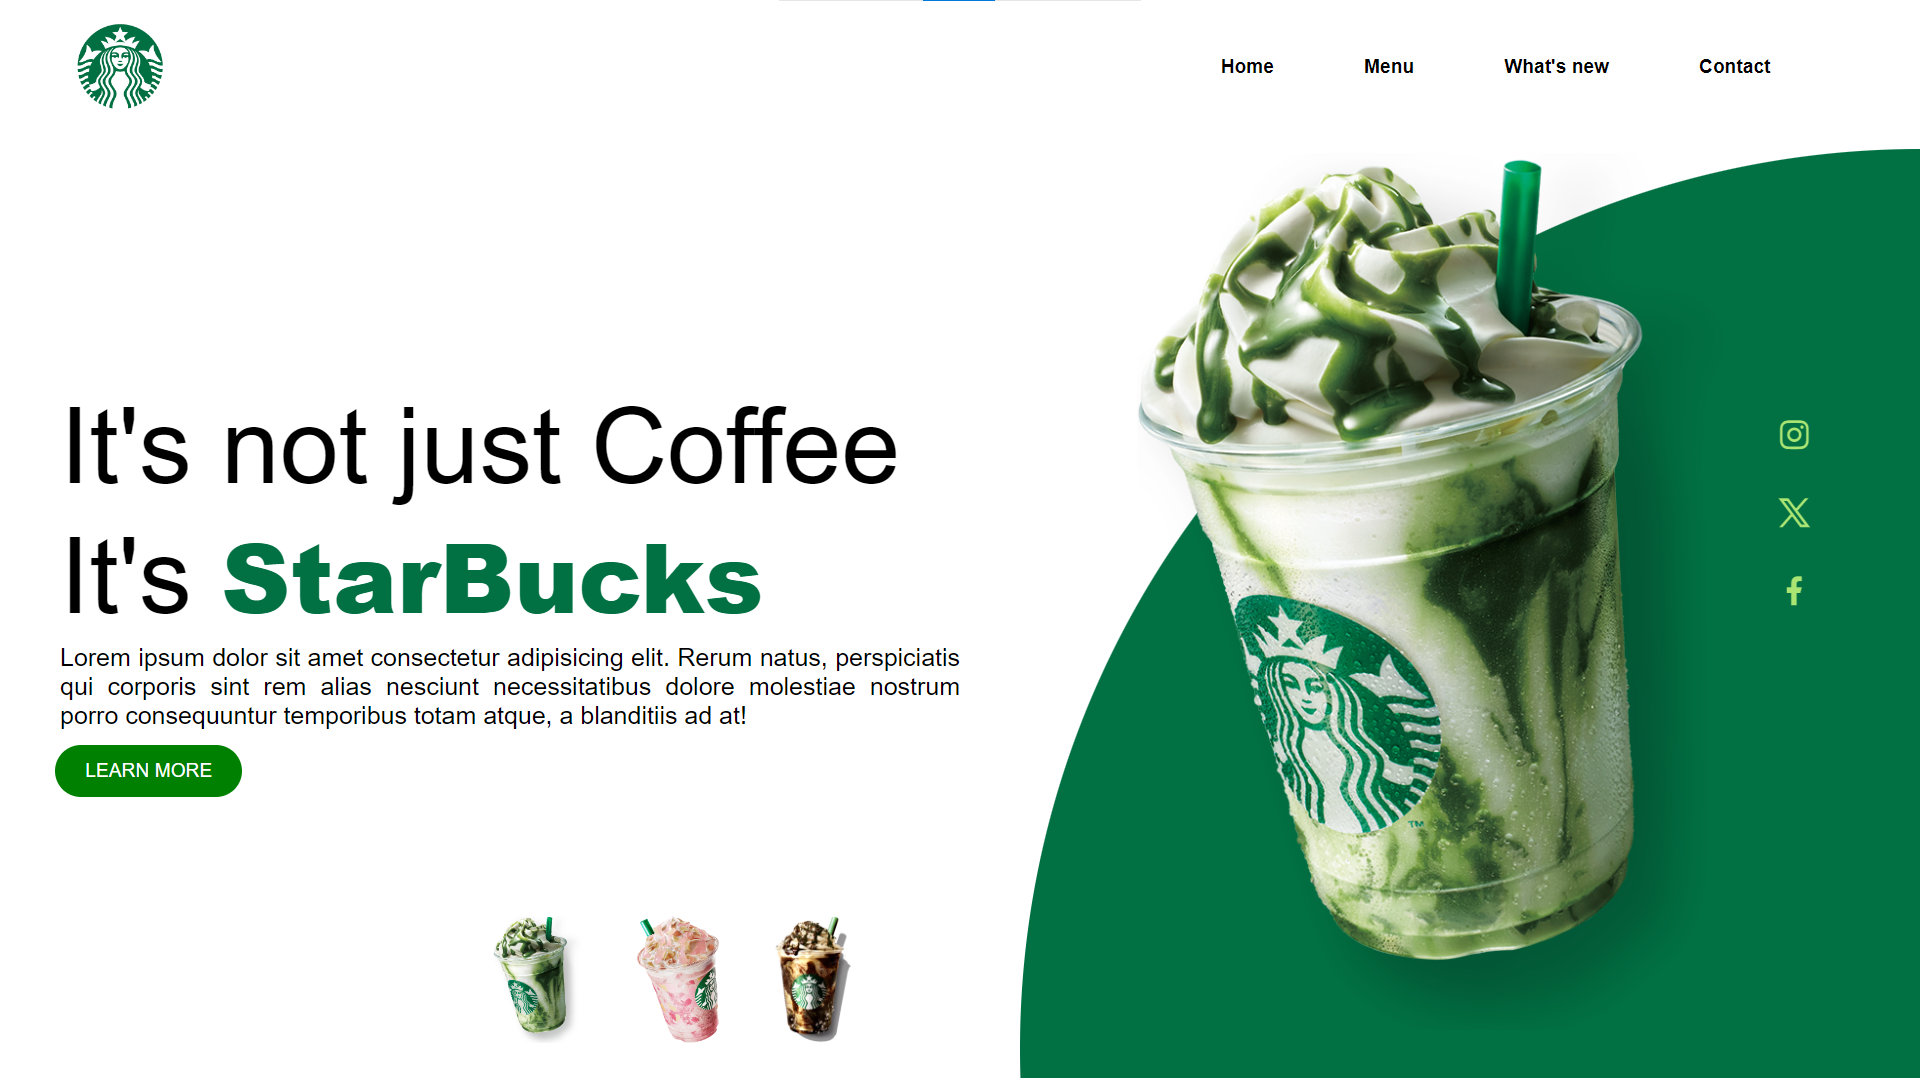 Home Menu What's new Contact
It's not just Coffee
It's StarBucks
Lorem ipsum dolor sit amet consectetur adipisicing elit. Rerum natus, perspiciatis
qui corporis sint rem alias nesciunt necessitatibus dolore molestiae nostrum
porro consequuntur temporibus totam atque, a blanditiis ad at!
LEARN MORE
TM